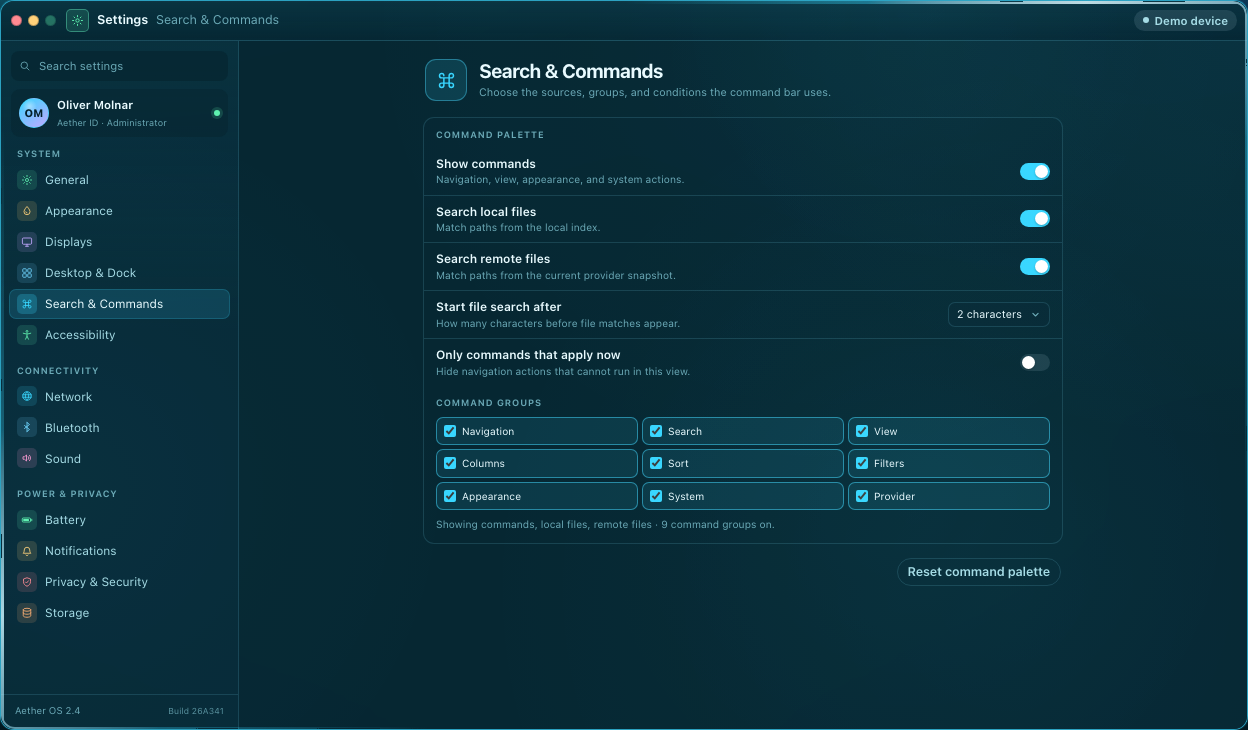 Settings Search & Commands
Demo device
Search settings
OM
Oliver Molnar
Aether ID · Administrator
SYSTEM
General
Appearance
Displays
Desktop & Dock
Search & Commands
Accessibility
CONNECTIVITY
Network
Bluetooth
Sound
POWER & PRIVACY
Battery
Notifications
Privacy & Security
Storage
Aether OS 2.4
Build 26A341
Search & Commands
Choose the sources, groups, and conditions the command bar uses.
COMMAND PALETTE
Show commands
Navigation, view, appearance, and system actions.
Search local files
Match paths from the local index.
Search remote files
Match paths from the current provider snapshot.
Start file search after
How many characters before file matches appear.
2 characters
Only commands that apply now
Hide navigation actions that cannot run in this view.
COMMAND GROUPS
Navigation
Search
View
Columns
Sort
Filters
Appearance
System
Provider
Showing commands, local files, remote files · 9 command groups on.
Reset command palette